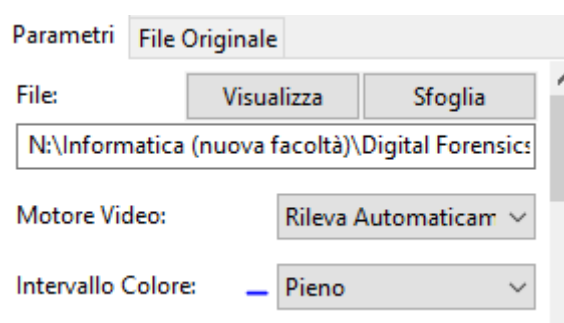 Parametri File Originale
File: Visualizza Sfoglia
N:\Informatica (nuova facoltà)\Digital Forensics
Motore Video: Rileva Automaticam
Intervallo Colore: Pieno